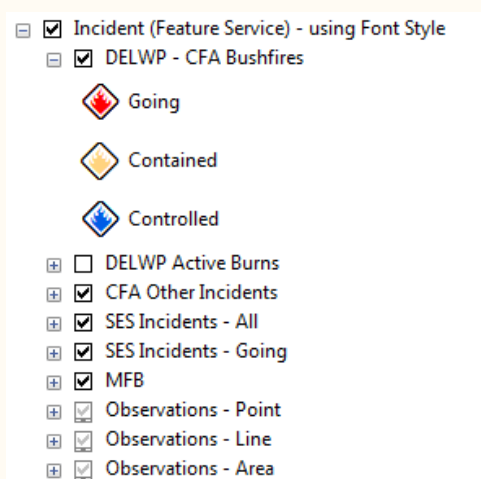 Incident (Feature Service) - using Font Style
DELWP - CFA Bushfires
Going
Contained
Controlled
DELWP Active Burns
CFA Other Incidents
SES Incidents - All
SES Incidents - Going
MFB
Observations - Point
Observations - Line
Observations - Area